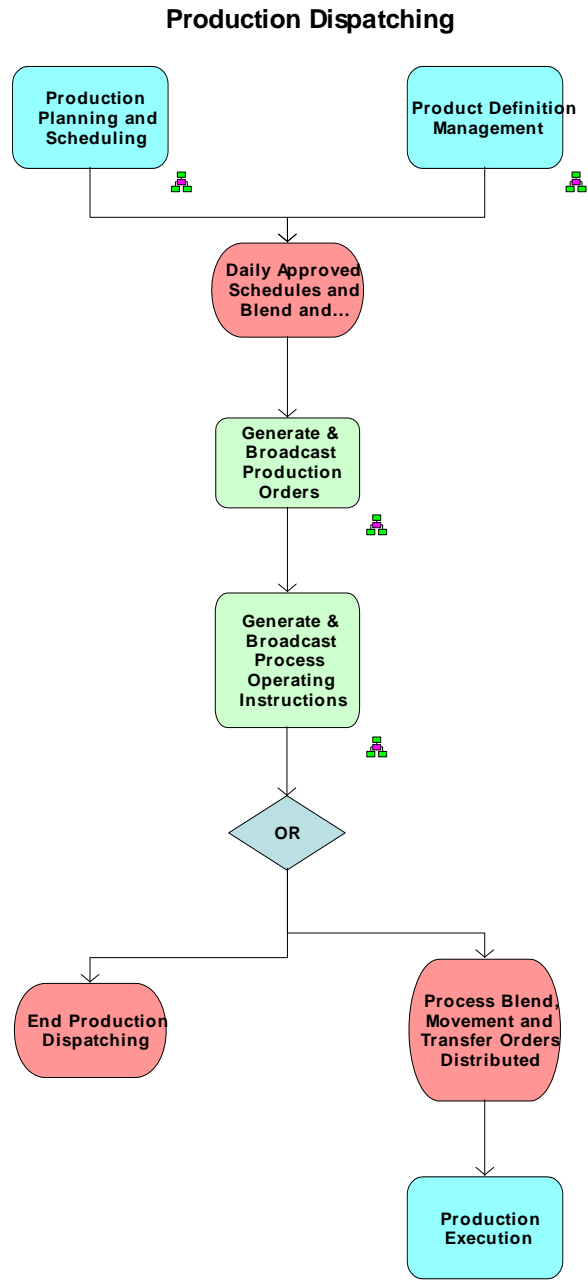 Production Dispatching
Production
Planning and
Scheduling
Product Definition
Management
Daily Approved
Schedules and
Blend and...
Generate &
Broadcast
Production
Orders
Generate &
Broadcast
Process
Operating
Instructions
OR
End Production
Dispatching
Process Blend,
Movement and
Transfer Orders
Distributed
Production
Execution